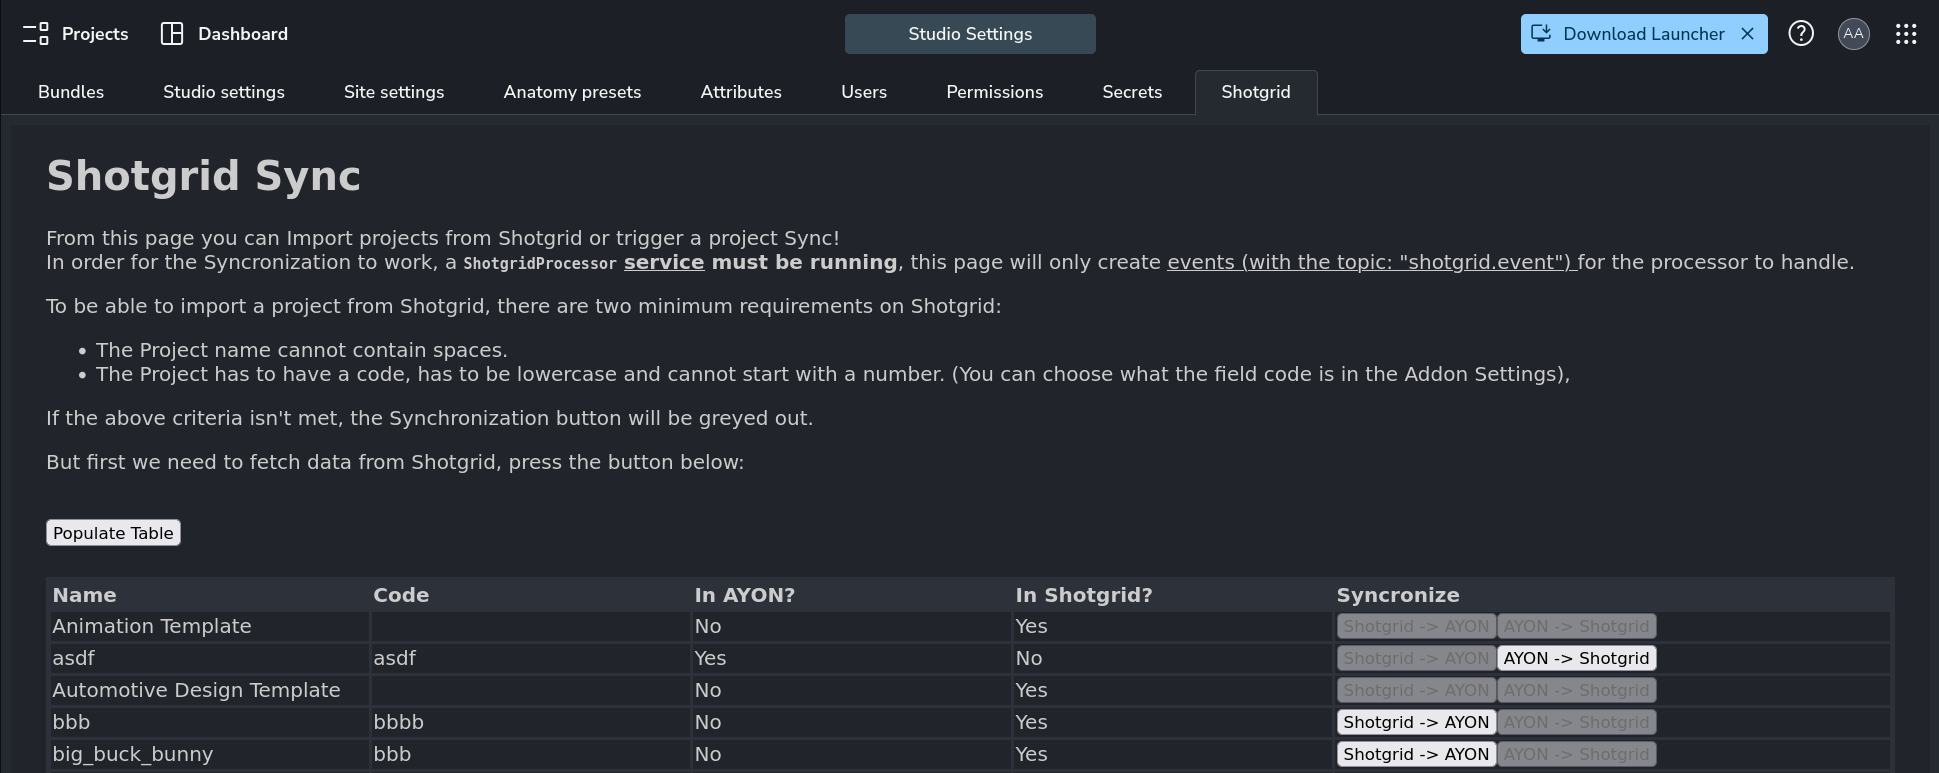 Projects Dashboard Studio Settings Download Launcher AA
Bundles Studio settings Site settings Anatomy presets Attributes Users Permissions Secrets Shotgrid
Shotgrid Sync
From this page you can Import projects from Shotgrid or trigger a project Sync!
In order for the Syncronization to work, a ShotgridProcessor service must be running, this page will only create events (with the topic: "shotgrid.event") for the processor to handle.
To be able to import a project from Shotgrid, there are two minimum requirements on Shotgrid:
• The Project name cannot contain spaces.
• The Project has to have a code, has to be lowercase and cannot start with a number. (You can choose what the field code is in the Addon Settings),
If the above criteria isn't met, the Synchronization button will be greyed out.
But first we need to fetch data from Shotgrid, press the button below:
Populate Table
Name Code In AYON? In Shotgrid? Syncronize
Animation Template No Yes Shotgrid -> AYON AYON -> Shotgrid
asdf asdf Yes No Shotgrid -> AYON AYON -> Shotgrid
Automotive Design Template No Yes Shotgrid -> AYON AYON -> Shotgrid
bbb bbbb No Yes Shotgrid -> AYON AYON -> Shotgrid
big_buck_bunny bbb No Yes Shotgrid -> AYON AYON -> Shotgrid